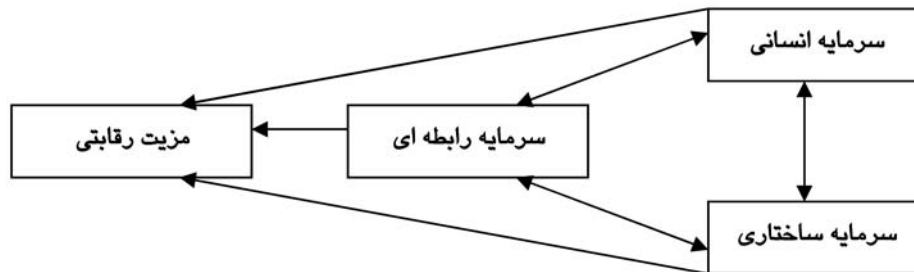 سرمایه انسانی
سرمایه رابطه ای
مزیت رقابتی
سرمایه ساختاری